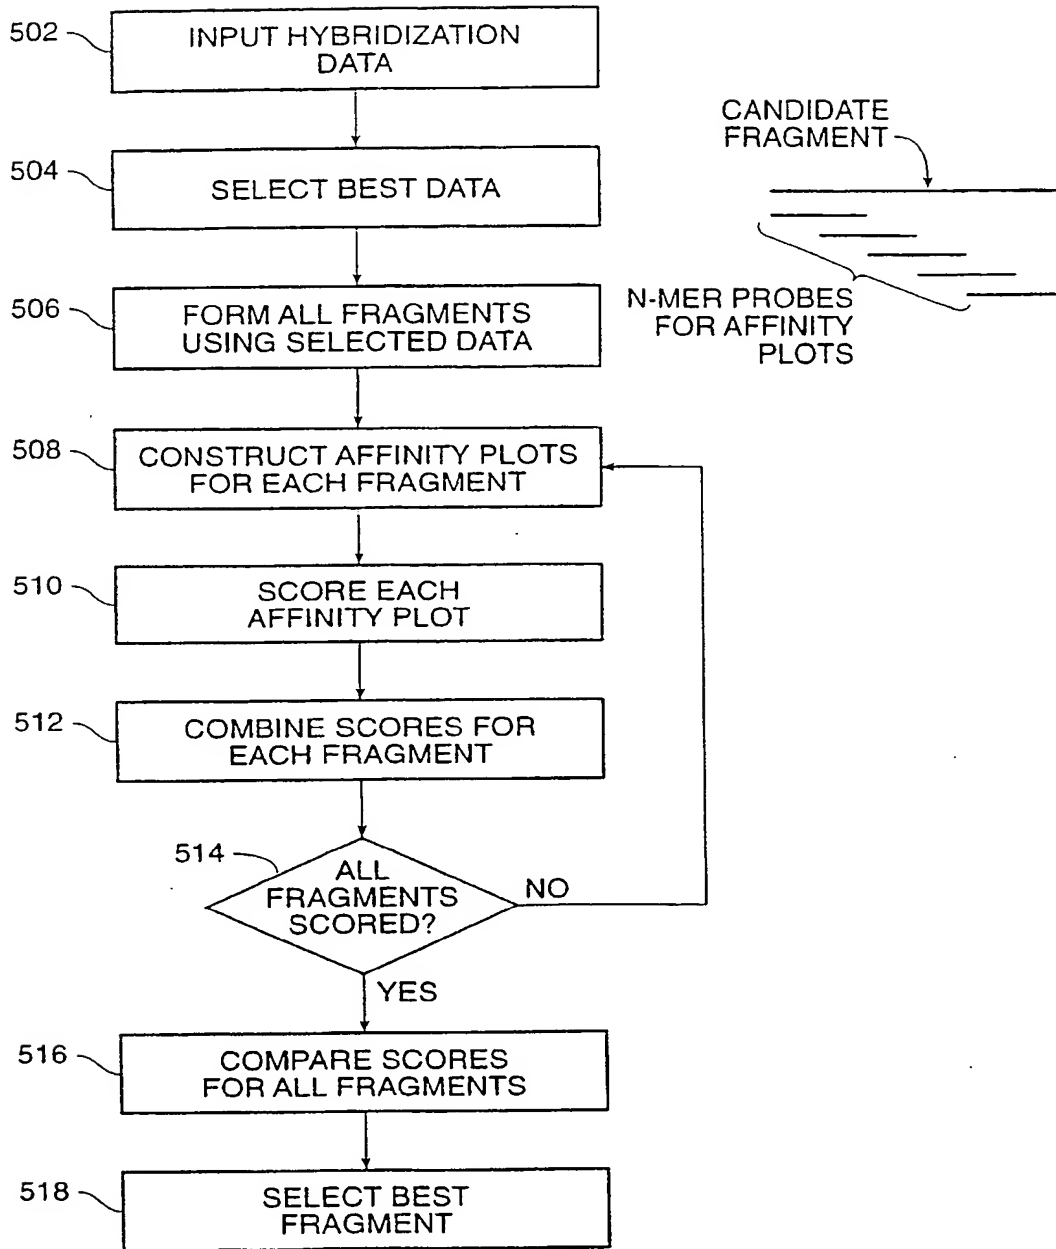 502
INPUT HYBRIDIZATION
DATA
504
SELECT BEST DATA
CANDIDATE
FRAGMENT
N-MER PROBES
FOR AFFINITY
PLOTS
506
FORM ALL FRAGMENTS
USING SELECTED DATA
508
CONSTRUCT AFFINITY PLOTS
FOR EACH FRAGMENT
510
SCORE EACH
AFFINITY PLOT
512
COMBINE SCORES FOR
EACH FRAGMENT
514
ALL
FRAGMENTS
SCORED?
NO
YES
516
COMPARE SCORES
FOR ALL FRAGMENTS
518
SELECT BEST
FRAGMENT